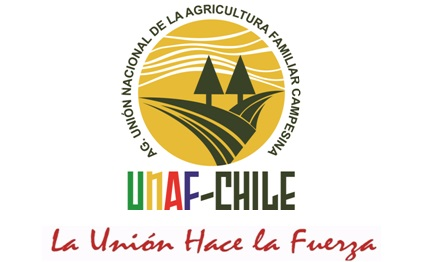 AG. UNIÓN NACIONAL DE LA AGRICULTURA FAMILIAR CAMPESINA
UNAF-CHILE
La Unión Hace la Fuerza